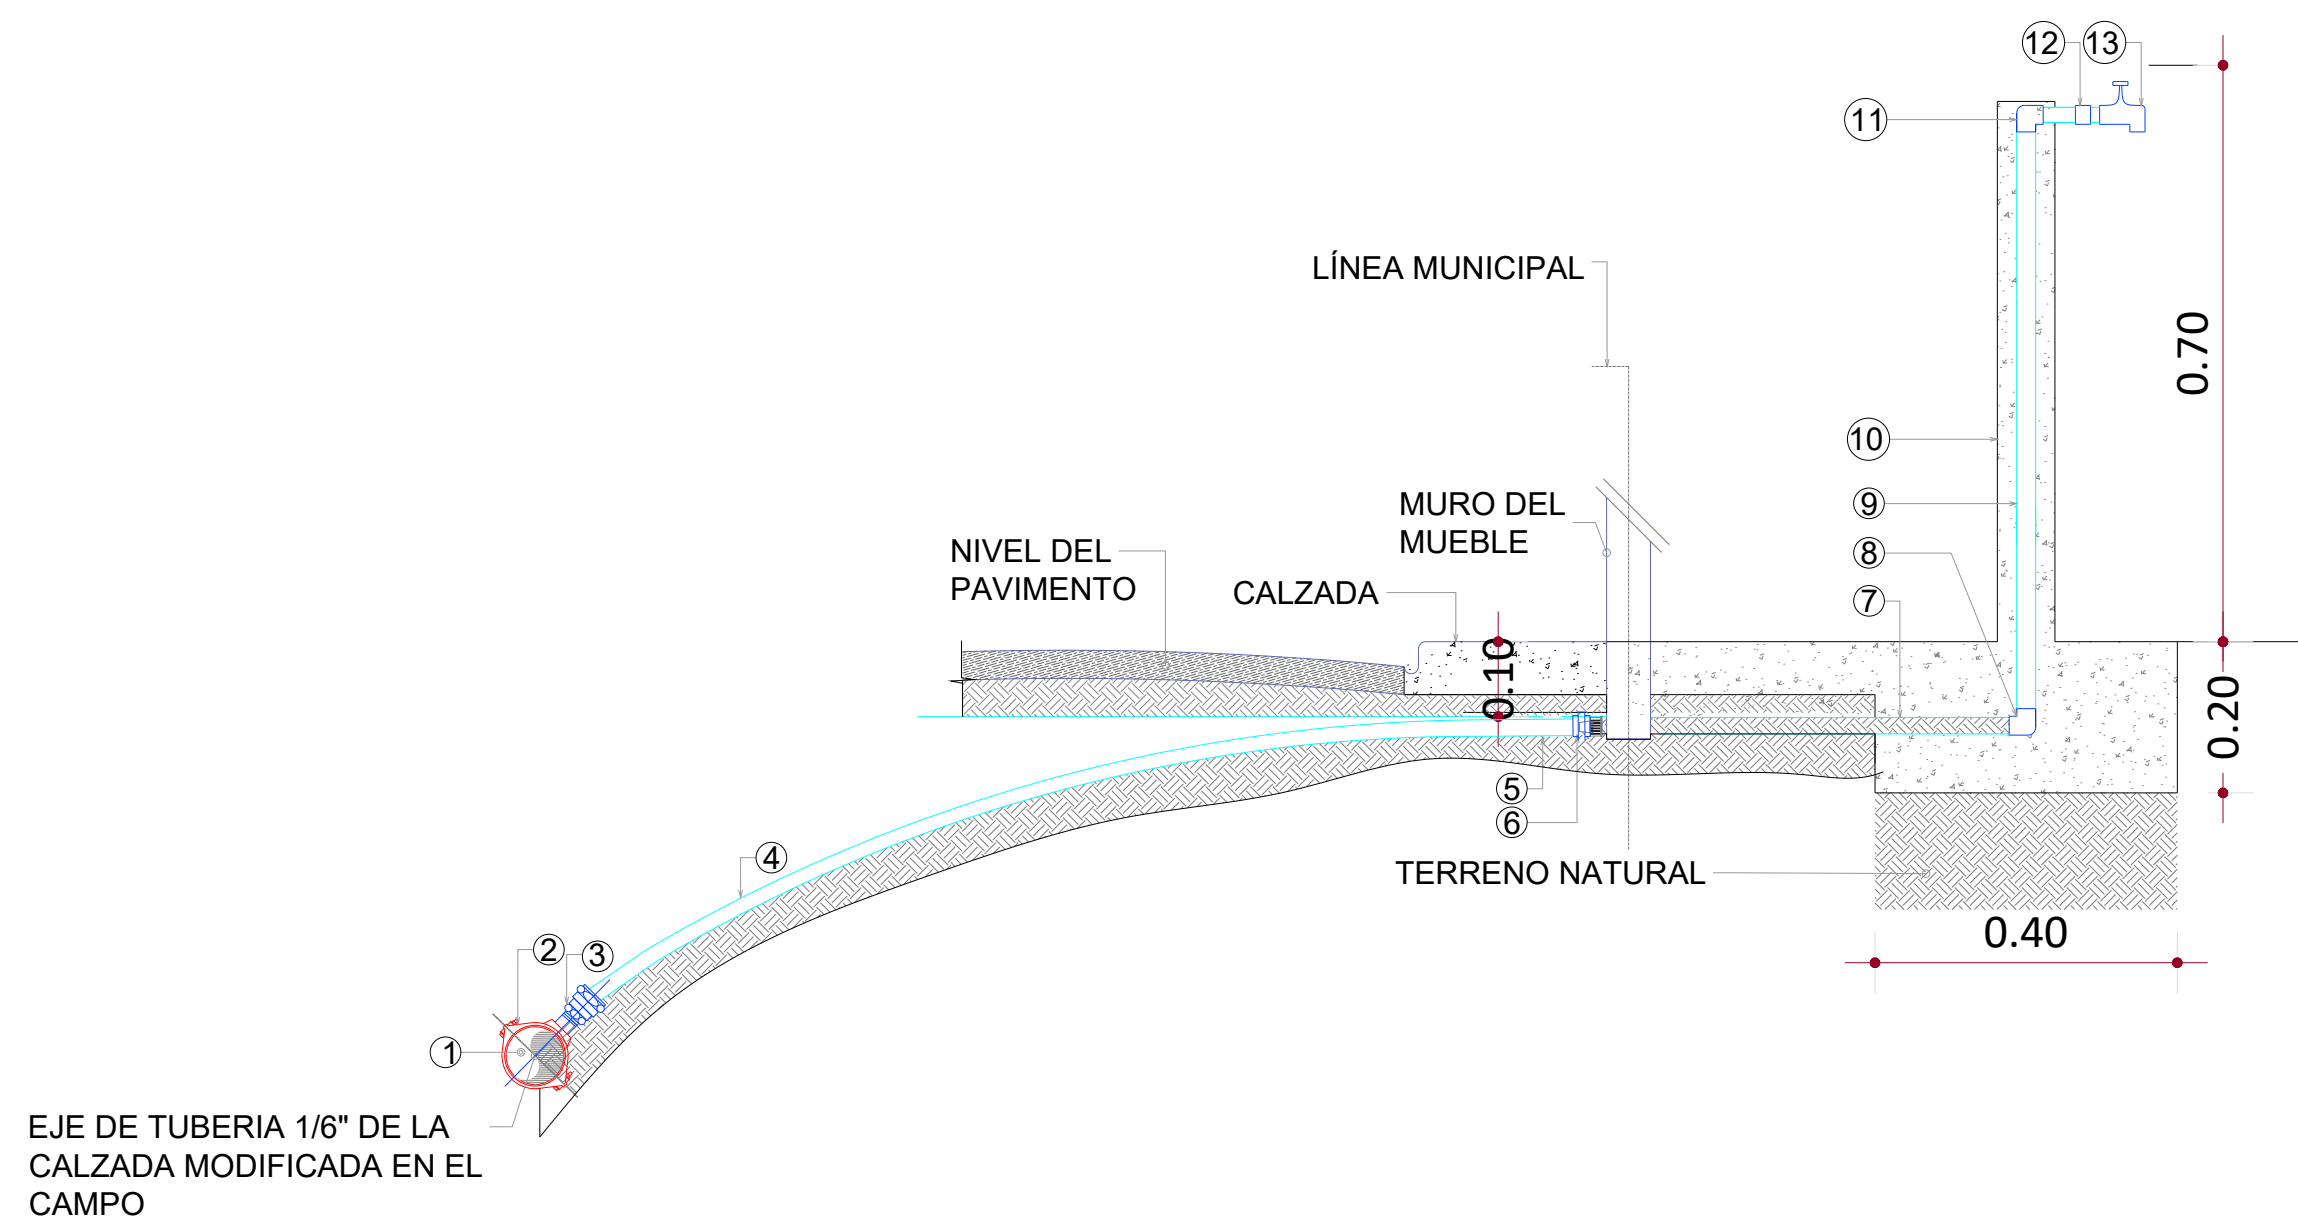 12
13
11
LÍNEA MUNICIPAL
0.70
10
MURO DEL
MUEBLE
9
NIVEL DEL
PAVIMENTO
8
CALZADA
7
0.10
0.20
5
6
4
TERRENO NATURAL
0.40
2
3
1
EJE DE TUBERIA 1/6" DE LA
CALZADA MODIFICADA EN EL
CAMPO